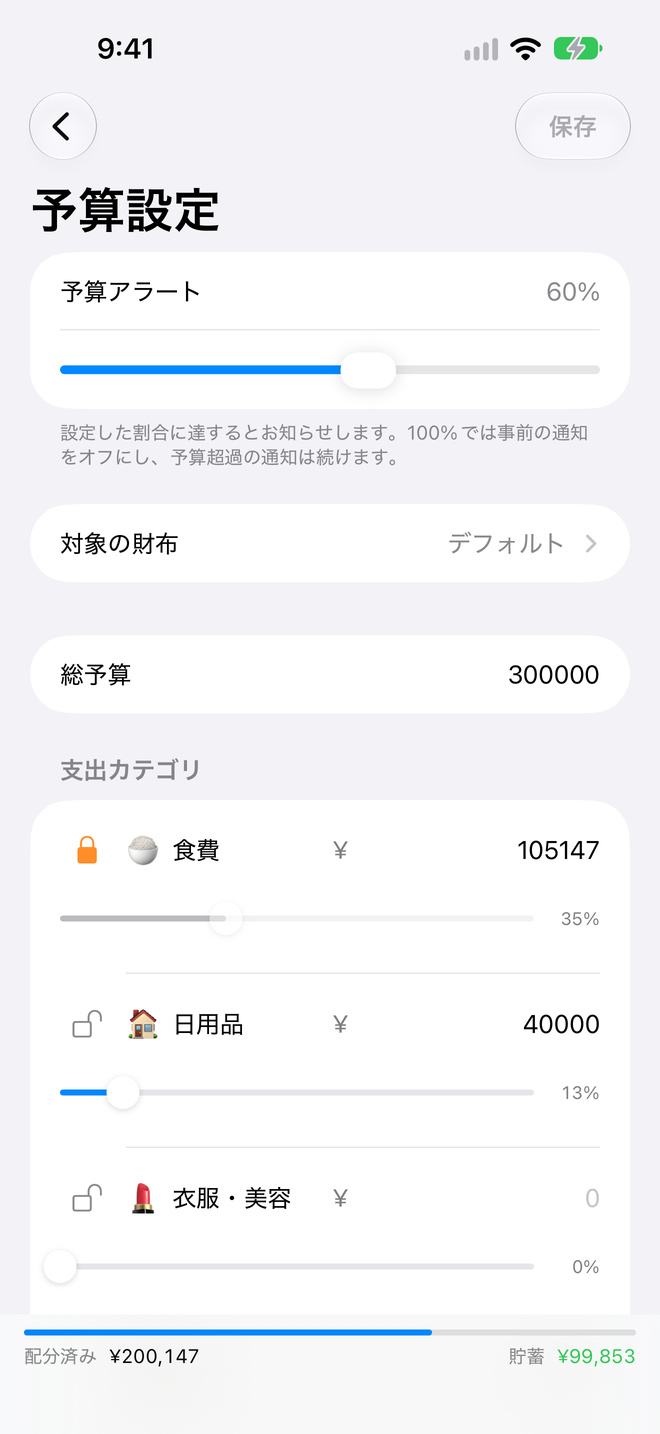 9:41
保存
予算設定
予算アラート 60%
設定した割合に達するとお知らせします。100%では事前の通知
をオフにし、予算超過の通知は続けます。
対象の財布 デフォルト
総予算 300000
支出カテゴリ
食費 ¥ 105147
35%
日用品 ¥ 40000
13%
衣服・美容 ¥ 0
0%
配分済み ¥200,147 貯蓄 ¥99,853